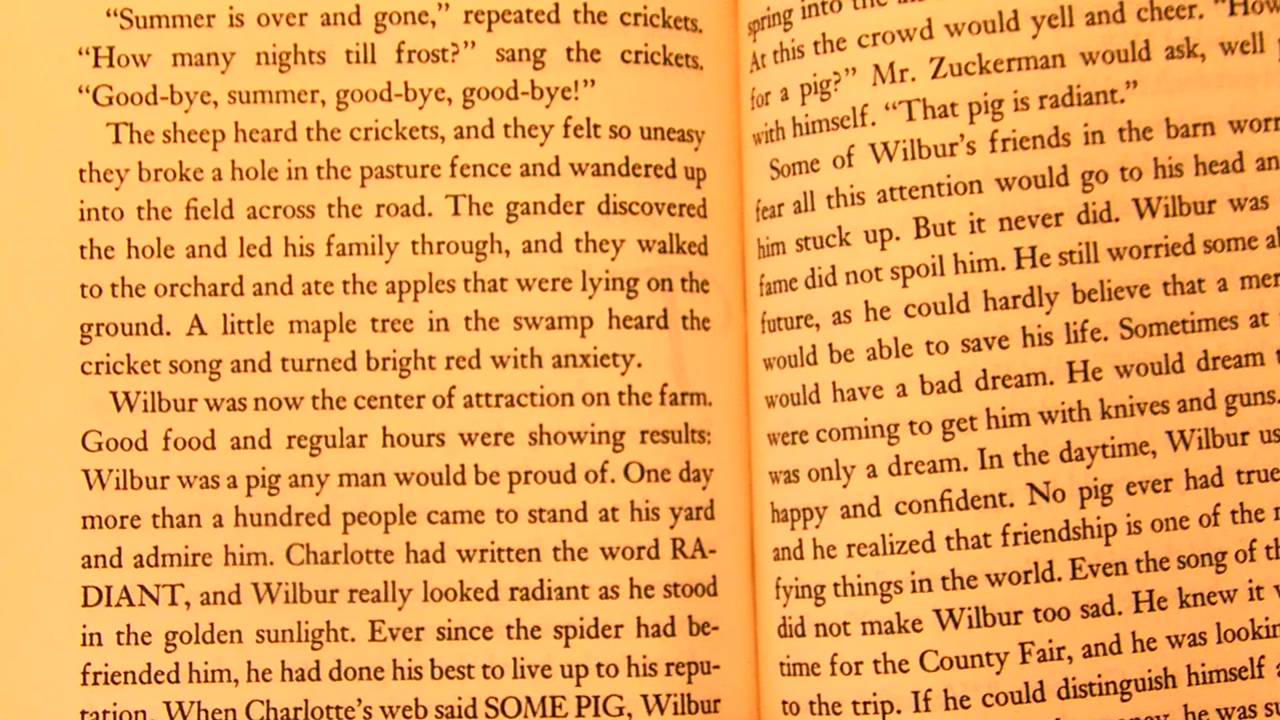 “Summer is over and gone,” repeated the crickets.
“How many nights till frost?” sang the crickets.
“Good-bye, summer, good-bye, good-bye!”
The sheep heard the crickets, and they felt so uneasy
they broke a hole in the pasture fence and wandered up
into the field across the road. The gander discovered
the hole and led his family through, and they walked
to the orchard and ate the apples that were lying on the
ground. A little maple tree in the swamp heard the
cricket song and turned bright red with anxiety.
Wilbur was now the center of attraction on the farm.
Good food and regular hours were showing results:
Wilbur was a pig any man would be proud of. One day
more than a hundred people came to stand at his yard
and admire him. Charlotte had written the word RA-
DIANT, and Wilbur really looked radiant as he stood
in the golden sunlight. Ever since the spider had be-
friended him, he had done his best to live up to his repu-
tation. When Charlotte’s web said SOME PIG, Wilbur
spring into the
At this the crowd would yell and cheer. “How
for a pig?” Mr. Zuckerman would ask, well
with himself. “That pig is radiant.”
Some of Wilbur’s friends in the barn worr
fear all this attention would go to his head an
him stuck up. But it never did. Wilbur was
fame did not spoil him. He still worried some a
future, as he could hardly believe that a mer
would be able to save his life. Sometimes at
would have a bad dream. He would dream t
were coming to get him with knives and guns.
was only a dream. In the daytime, Wilbur us
happy and confident. No pig ever had true
and he realized that friendship is one of the
fying things in the world. Even the song of th
did not make Wilbur too sad. He knew it
time for the County Fair, and he was lookin
to the trip. If he could distinguish himself
he was su